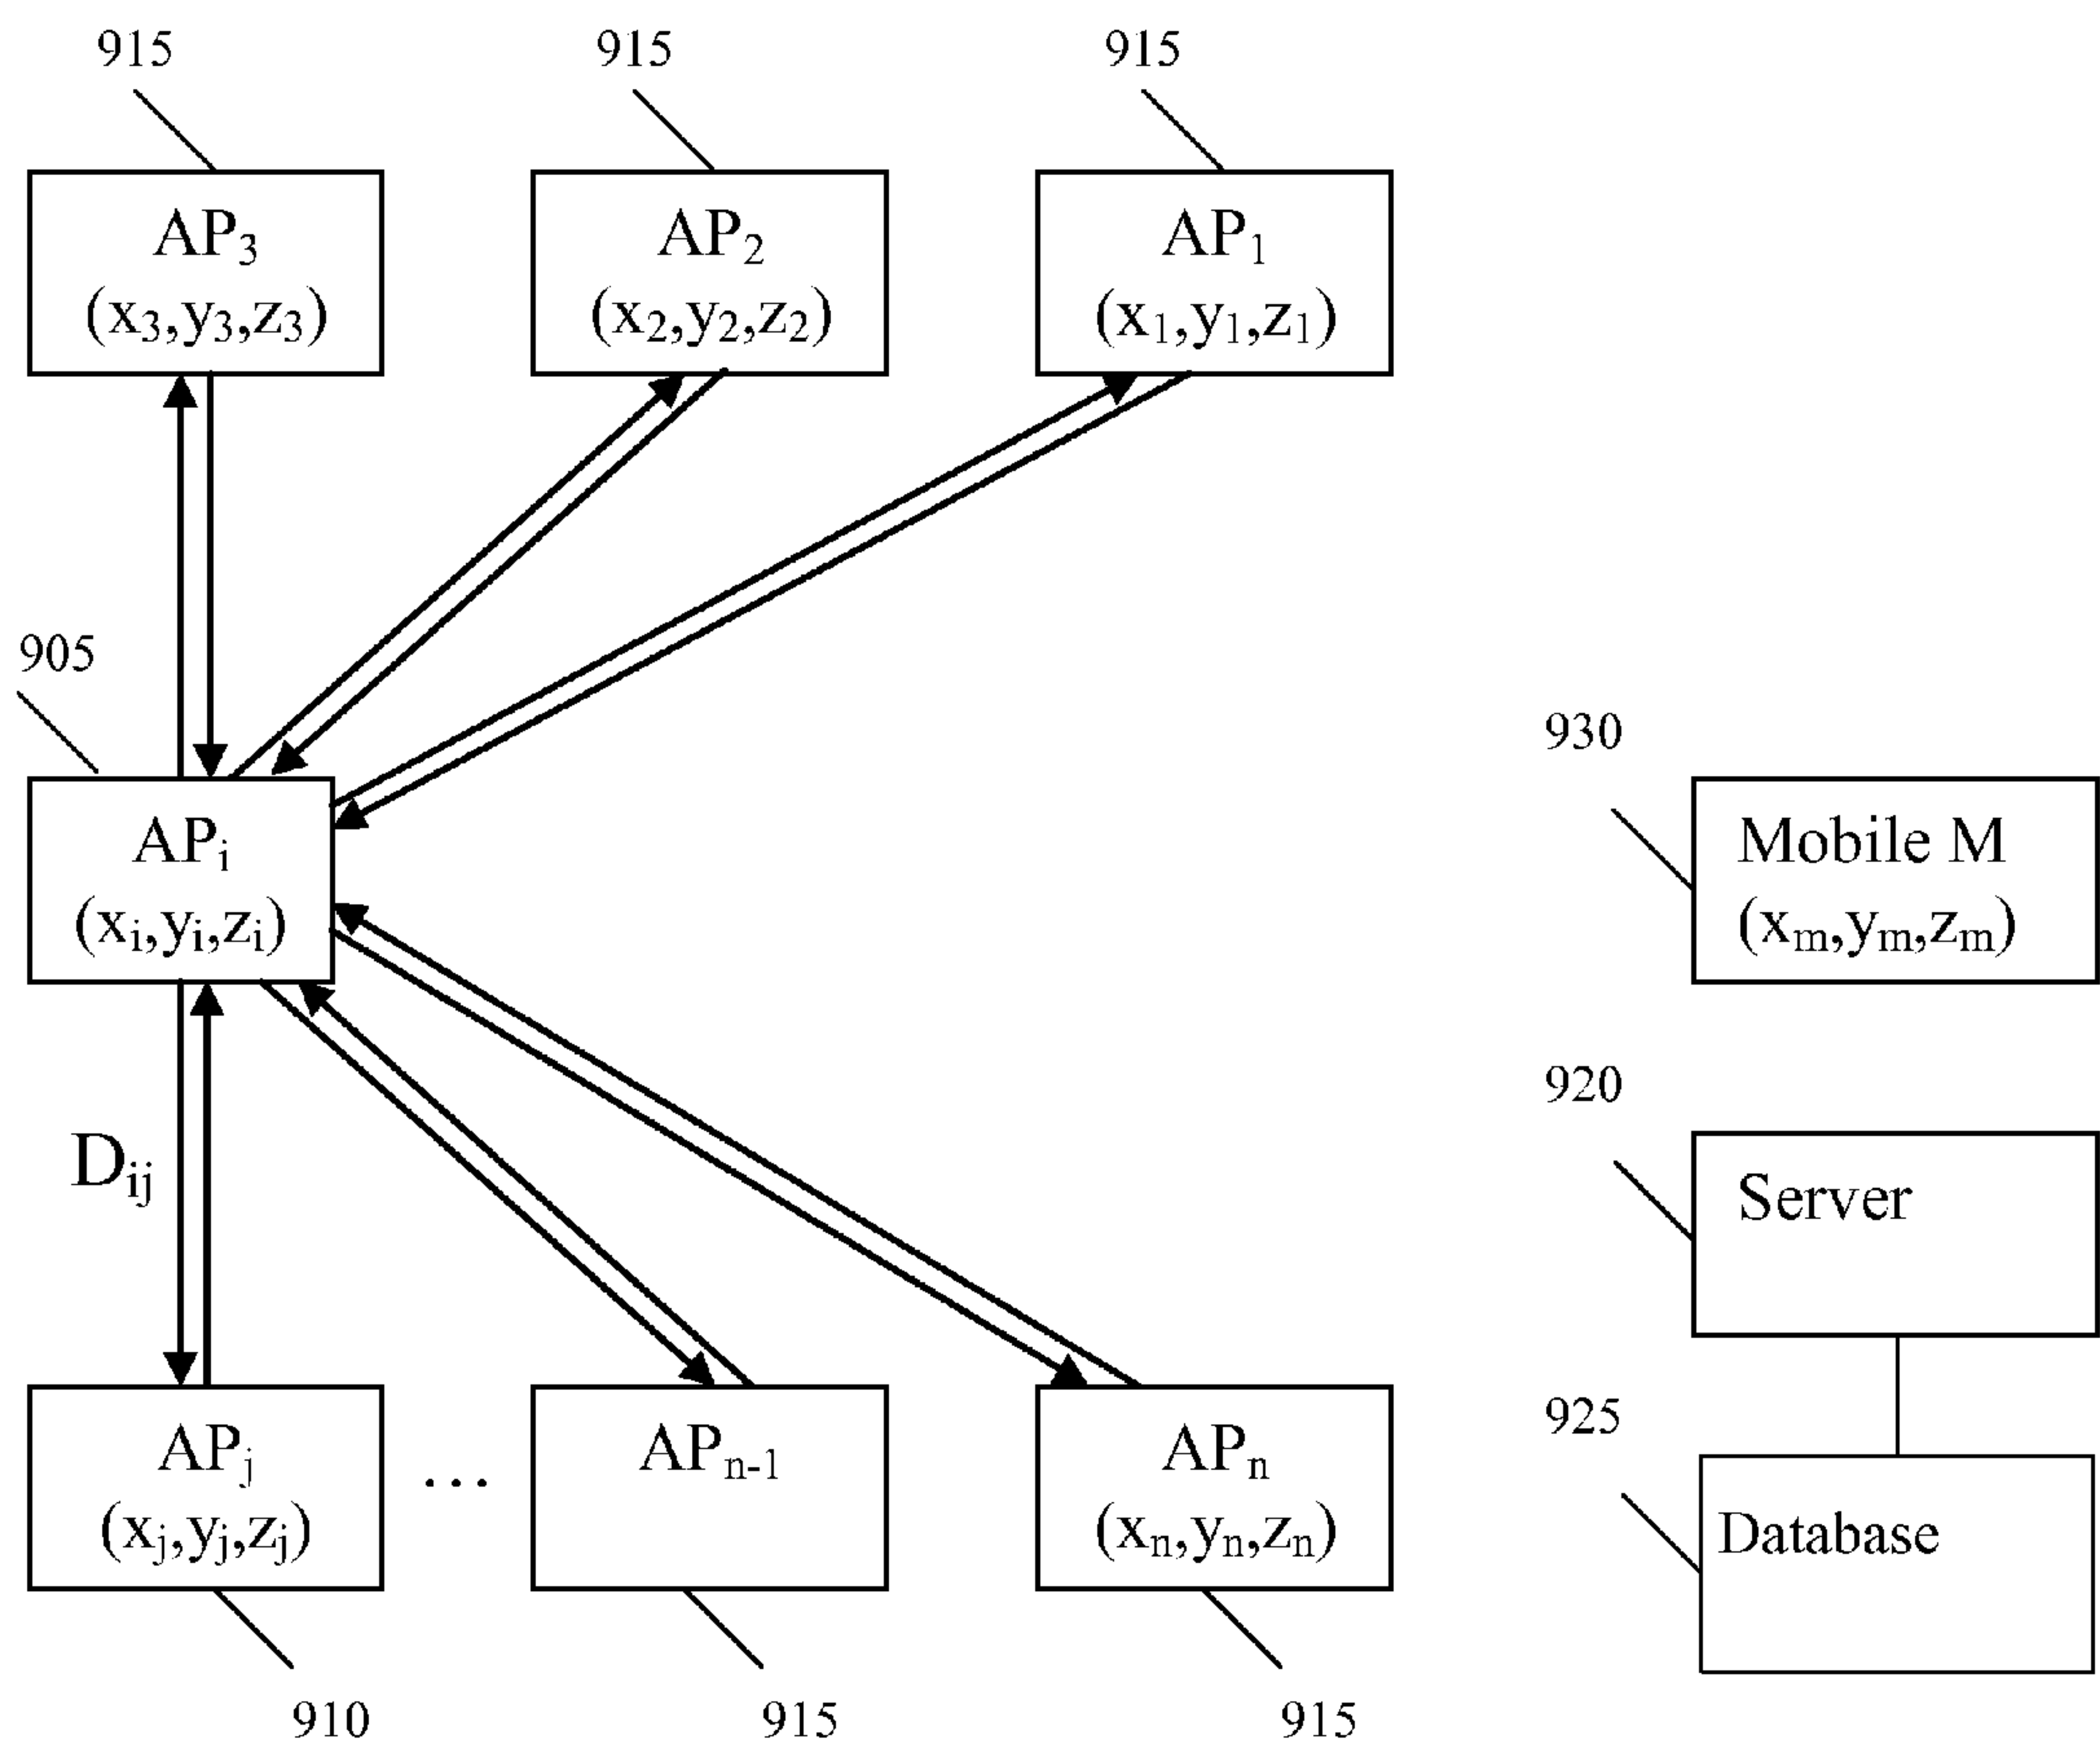 915
915
915
AP₃
(x₃,y₃,z₃)
AP₂
(x₂,y₂,z₂)
AP₁
(x₁,y₁,z₁)
905
APᵢ
(xᵢ,yᵢ,zᵢ)
930
Mobile M
(xₘ,yₘ,zₘ)
Dᵢⱼ
920
Server
APⱼ
(xⱼ,yⱼ,zⱼ)
...
APₙ₋₁
APₙ
(xₙ,yₙ,zₙ)
925
Database
910
915
915